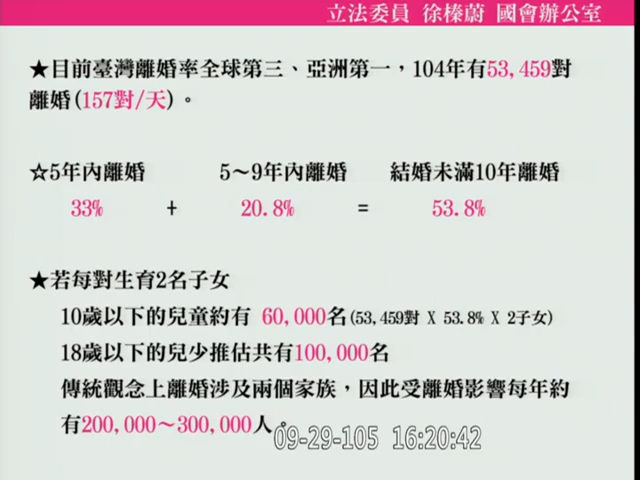 立法委員 徐榛蔚 國會辦公室
★目前臺灣離婚率全球第三、亞洲第一，104年有53,459對
離婚(157對/天)。
☆5年內離婚 5～9年內離婚 結婚未滿10年離婚
33% + 20.8% = 53.8%
★若每對生育2名子女
10歲以下的兒童約有 60,000名(53,459對 X 53.8% X 2子女)
18歲以下的兒少推估共有100,000名
傳統觀念上離婚涉及兩個家族，因此受離婚影響每年約
有200,000～300,000人。
09-29-105 16:20:42